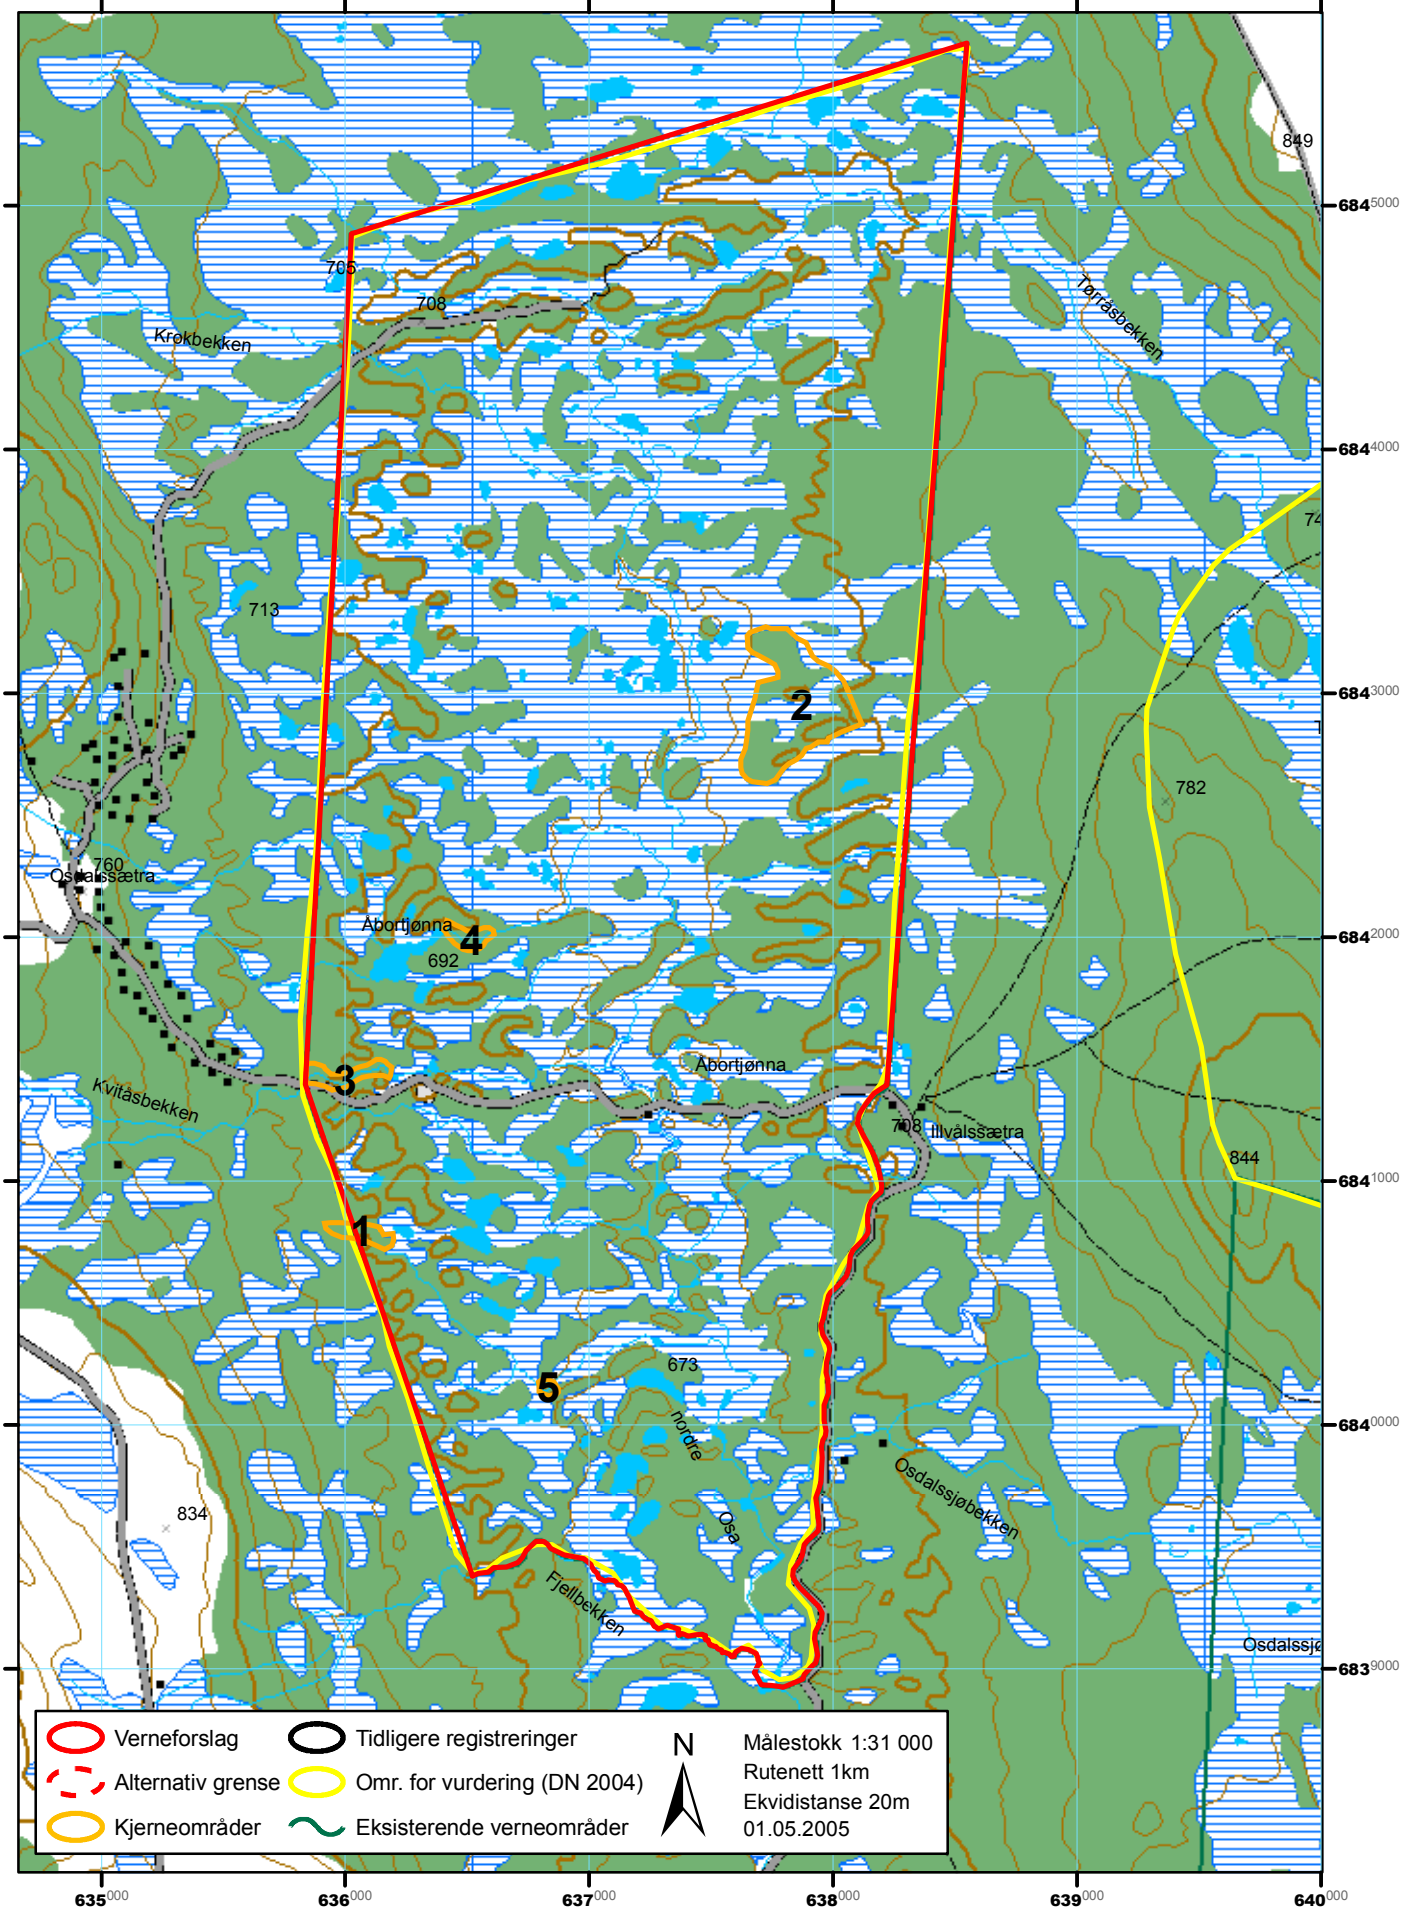 849
6845000
705
708
Krokbekken
Tørråsbekken
6844000
74
713
6843000
2
782
760
Osdalssætra
Åbortjønna
4
692
6842000
Åbortjønna
3
Kvitåsbekken
708
Illvålssætra
844
6841000
1
673
5
nordre
6840000
Osdalssjøbekken
834
Osa
Fjellbekken
Osdalssjø
6839000
Verneforslag
Tidligere registreringer
Alternativ grense
Omr. for vurdering (DN 2004)
Kjerneområder
Eksisterende verneområder
N
Målestokk 1:31 000
Rutenett 1km
Ekvidistanse 20m
01.05.2005
635000
636000
637000
638000
639000
640000